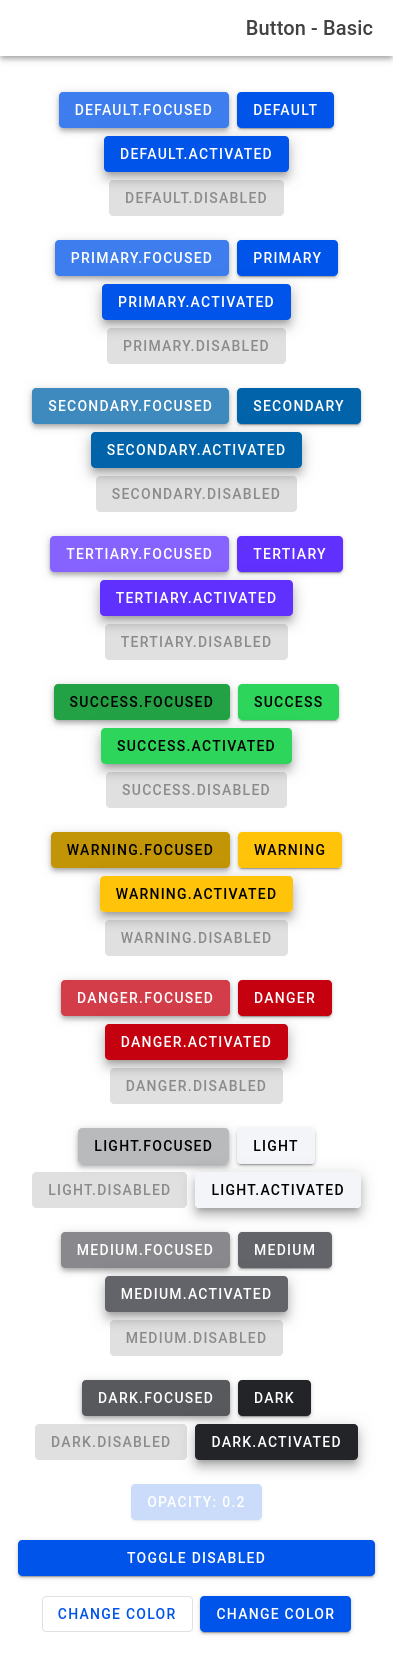 Button - Basic
DEFAULT.FOCUSED DEFAULT
DEFAULT.ACTIVATED
DEFAULT.DISABLED
PRIMARY.FOCUSED PRIMARY
PRIMARY.ACTIVATED
PRIMARY.DISABLED
SECONDARY.FOCUSED SECONDARY
SECONDARY.ACTIVATED
SECONDARY.DISABLED
TERTIARY.FOCUSED TERTIARY
TERTIARY.ACTIVATED
TERTIARY.DISABLED
SUCCESS.FOCUSED SUCCESS
SUCCESS.ACTIVATED
SUCCESS.DISABLED
WARNING.FOCUSED WARNING
WARNING.ACTIVATED
WARNING.DISABLED
DANGER.FOCUSED DANGER
DANGER.ACTIVATED
DANGER.DISABLED
LIGHT.FOCUSED LIGHT
LIGHT.DISABLED LIGHT.ACTIVATED
MEDIUM.FOCUSED MEDIUM
MEDIUM.ACTIVATED
MEDIUM.DISABLED
DARK.FOCUSED DARK
DARK.DISABLED DARK.ACTIVATED
OPACITY: 0.2
TOGGLE DISABLED
CHANGE COLOR CHANGE COLOR